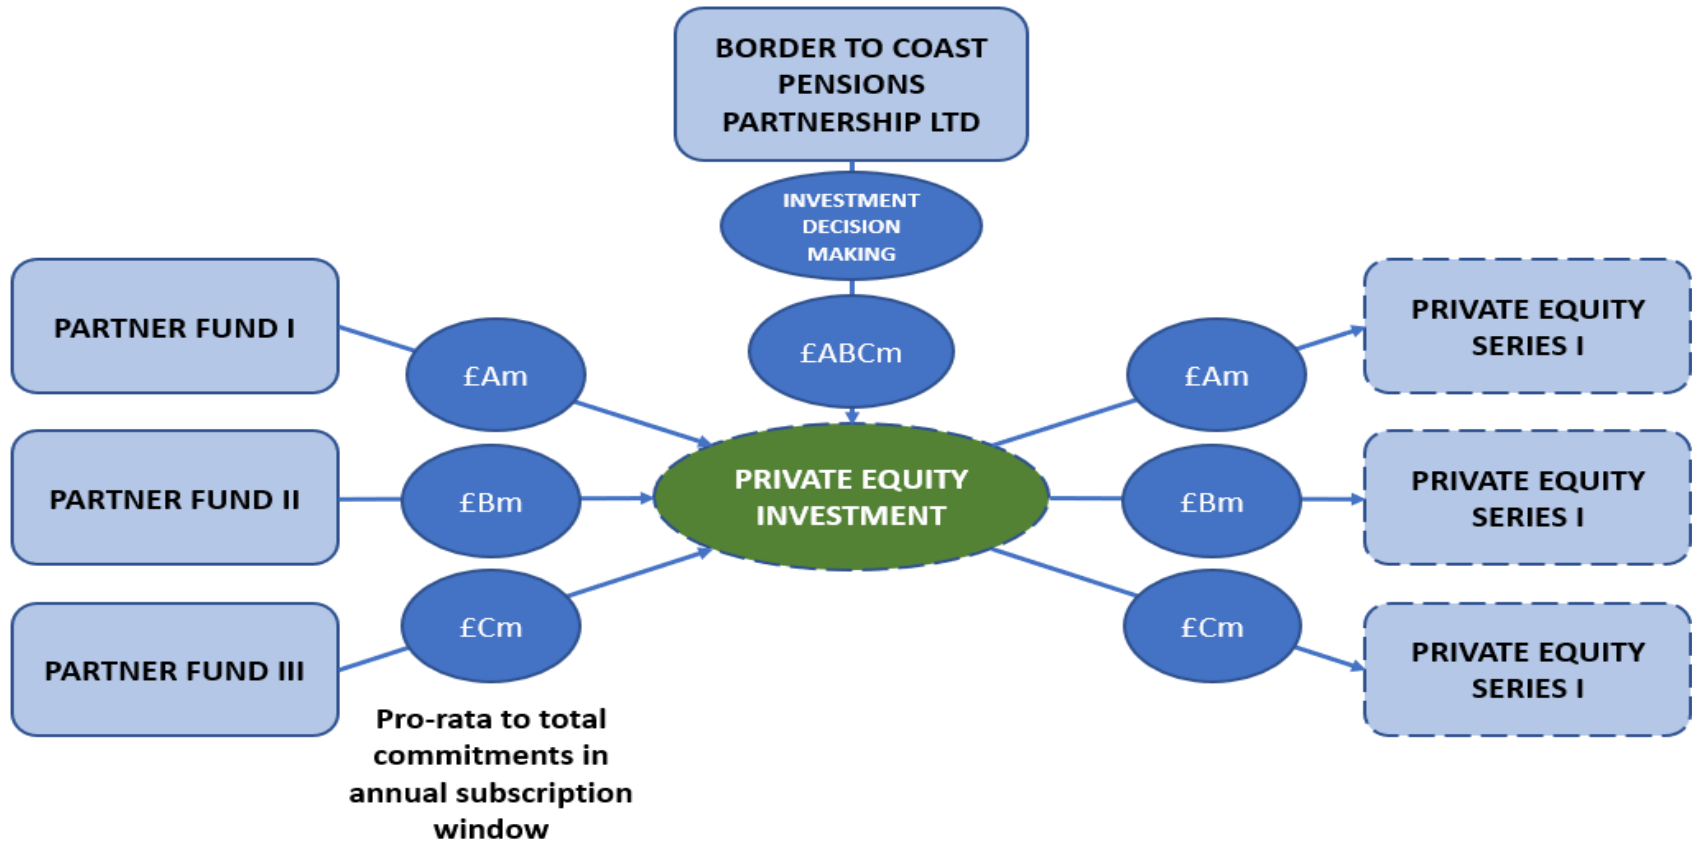 BORDER TO COAST
PENSIONS
PARTNERSHIP LTD
INVESTMENT
DECISION
MAKING
£ABCm
PARTNER FUND I
£Am
£Am
PRIVATE EQUITY
SERIES I
PARTNER FUND II
£Bm
PRIVATE EQUITY
INVESTMENT
£Bm
PRIVATE EQUITY
SERIES I
PARTNER FUND III
£Cm
£Cm
PRIVATE EQUITY
SERIES I
Pro-rata to total
commitments in
annual subscription
window